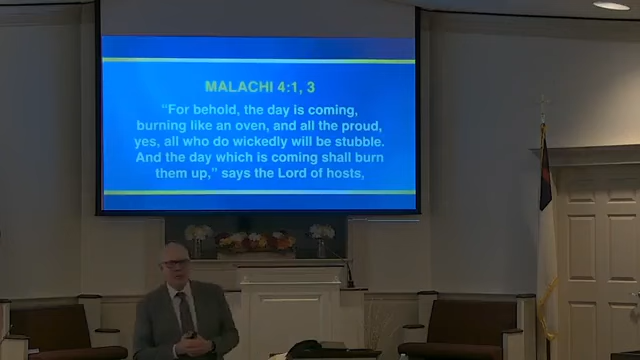 MALACHI 4:1, 3
“For behold, the day is coming,
burning like an oven, and all the proud,
yes, all who do wickedly will be stubble.
And the day which is coming shall burn
them up,” says the Lord of hosts,